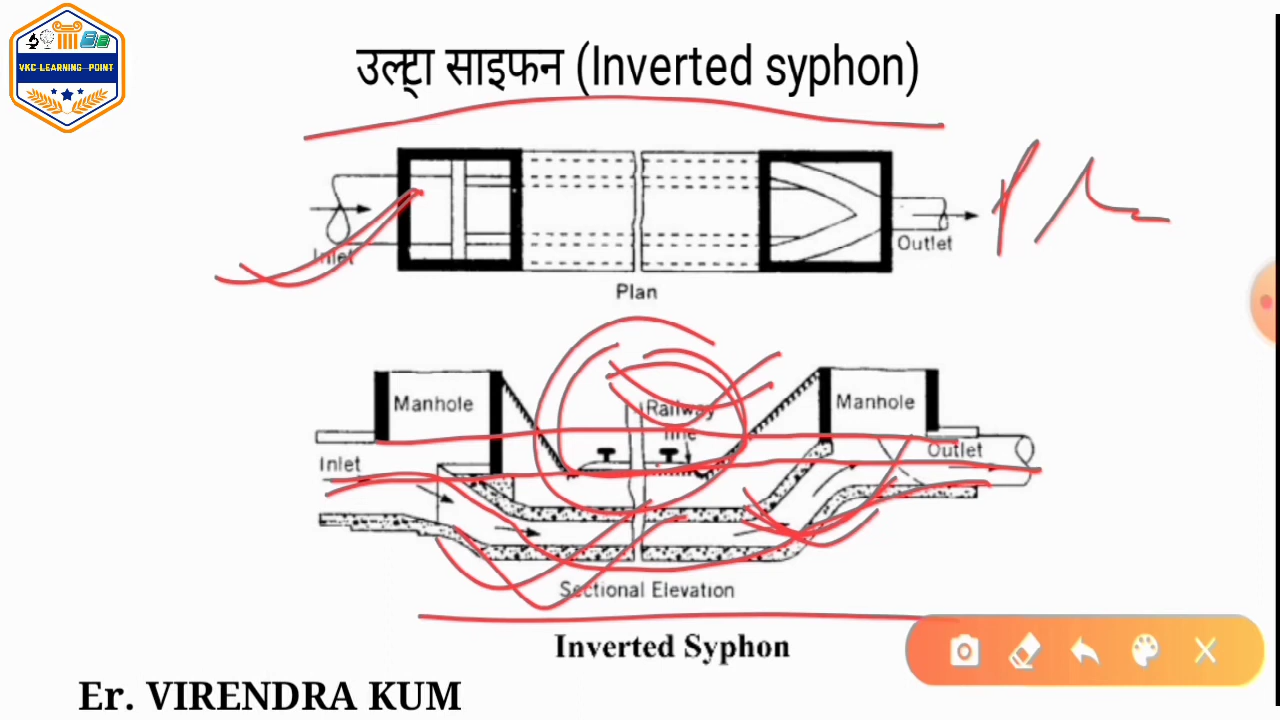 VKC-LEARNING-POINT
उल्टा साइफन (Inverted syphon)
Inlet
Outlet
Plan
Manhole
Railway
line
Manhole
Inlet
Outlet
Sectional Elevation
Inverted Syphon
Er. VIRENDRA KUM